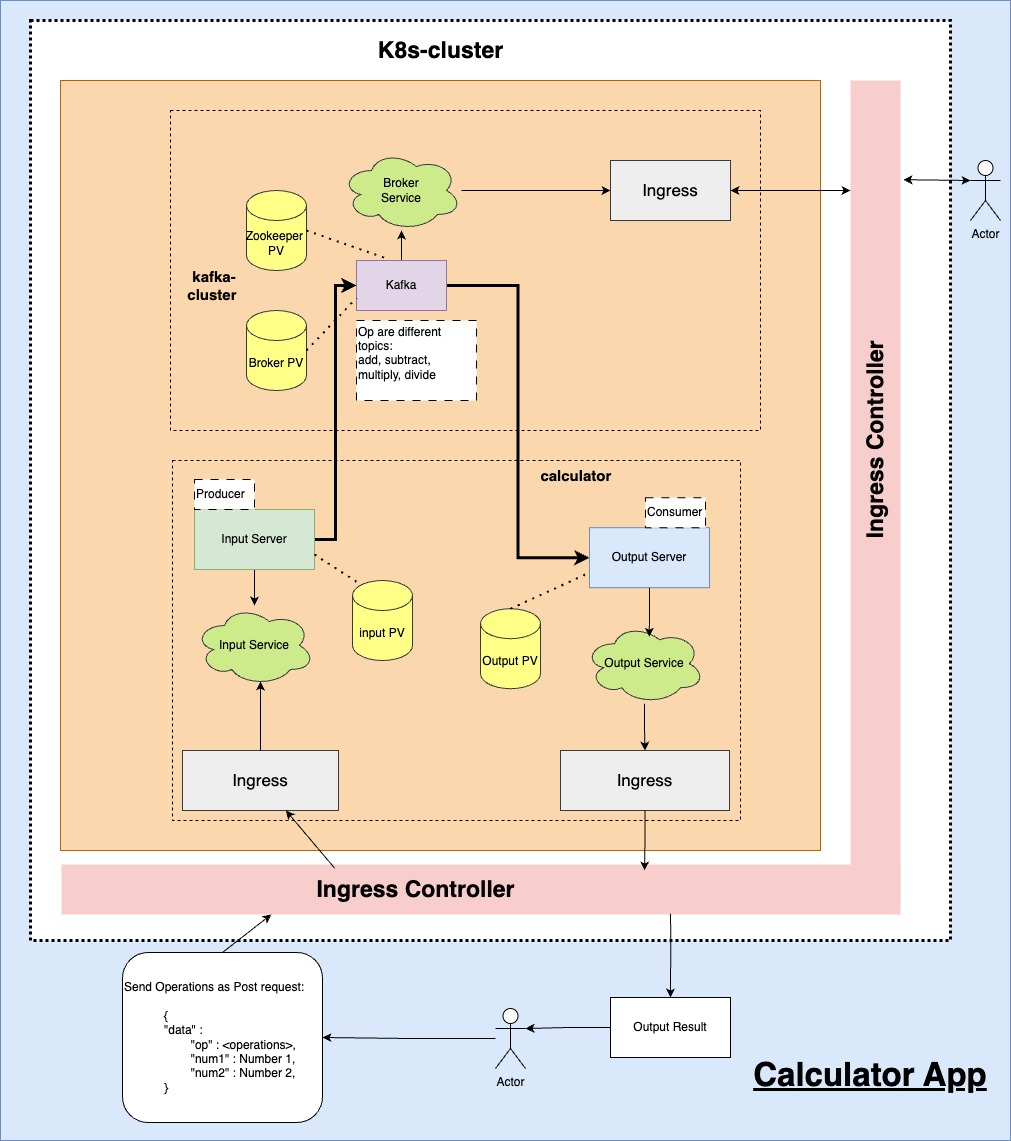 K8s-cluster
Broker
Service
Ingress
Zookeeper
PV
Actor
kafka-
cluster
Kafka
Op are different
topics:
add, subtract,
multiply, divide
Broker PV
Ingress Controller
calculator
Producer
Consumer
Input Server
Output Server
input PV
Input Service
Output PV
Output Service
Ingress
Ingress
Ingress Controller
Send Operations as Post request:
{
"data" :
"op" : <operations>,
"num1" : Number 1,
"num2" : Number 2,
}
Actor
Output Result
Calculator App